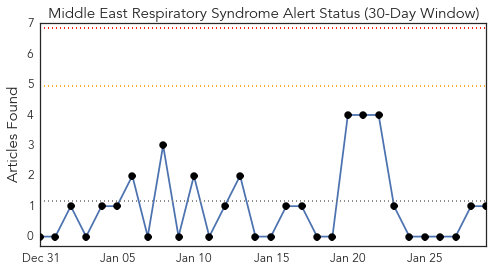 Middle East Respiratory Syndrome Alert Status (30-Day Window)
Articles Found
7
6
5
4
3
2
1
0
Dec 31 Jan 05 Jan 10 Jan 15 Jan 20 Jan 25